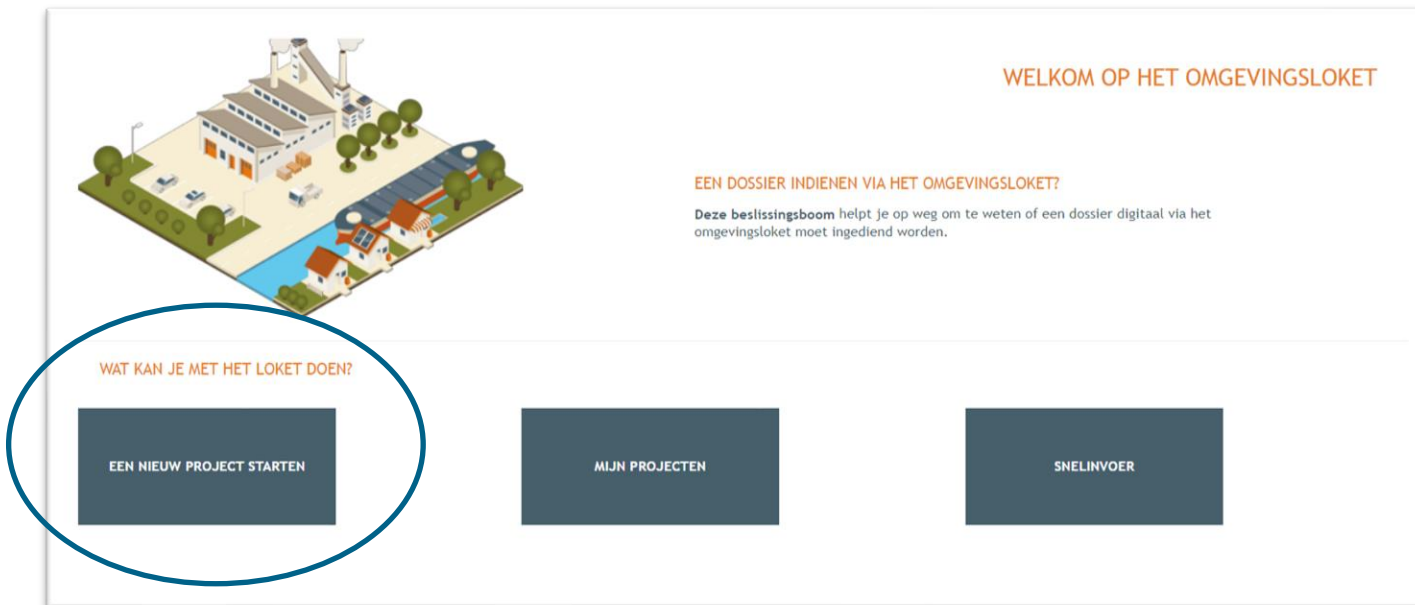 WELKOM OP HET OMGEVINGSLOKET
EEN DOSSIER INDIENEN VIA HET OMGEVINGSLOKET?
Deze beslissingsboom helpt je op weg om te weten of een dossier digitaal via het
omgevingsloket moet ingediend worden.
WAT KAN JE MET HET LOKET DOEN?
EEN NIEUW PROJECT STARTEN
MIJN PROJECTEN
SNELINVOER